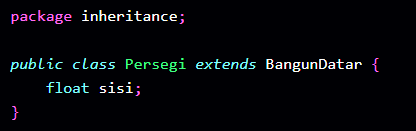 package inheritance;
public class Persegi extends BangunDatar {
    float sisi;
}